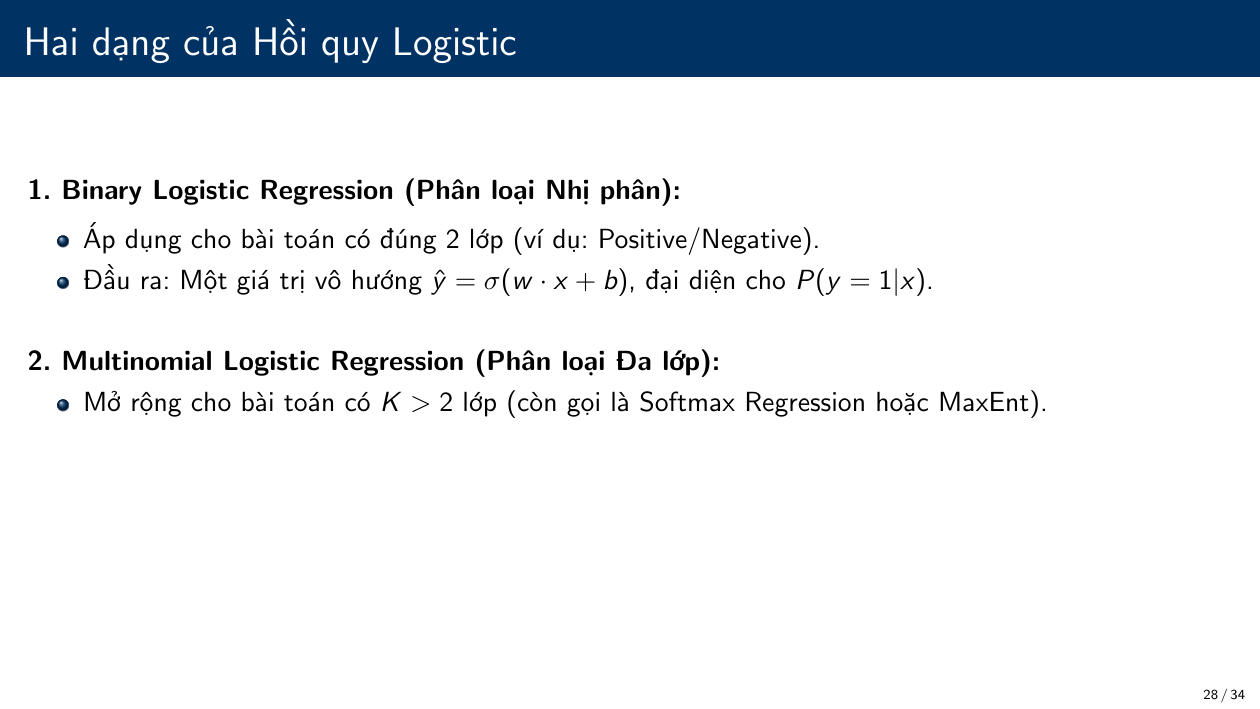 Hai dạng của Hồi quy Logistic
1. Binary Logistic Regression (Phân loại Nhị phân):
Áp dụng cho bài toán có đúng 2 lớp (ví dụ: Positive/Negative).
Đầu ra: Một giá trị vô hướng ŷ = σ(w · x + b), đại diện cho P(y = 1|x).
2. Multinomial Logistic Regression (Phân loại Đa lớp):
Mở rộng cho bài toán có K > 2 lớp (còn gọi là Softmax Regression hoặc MaxEnt).
28 / 34